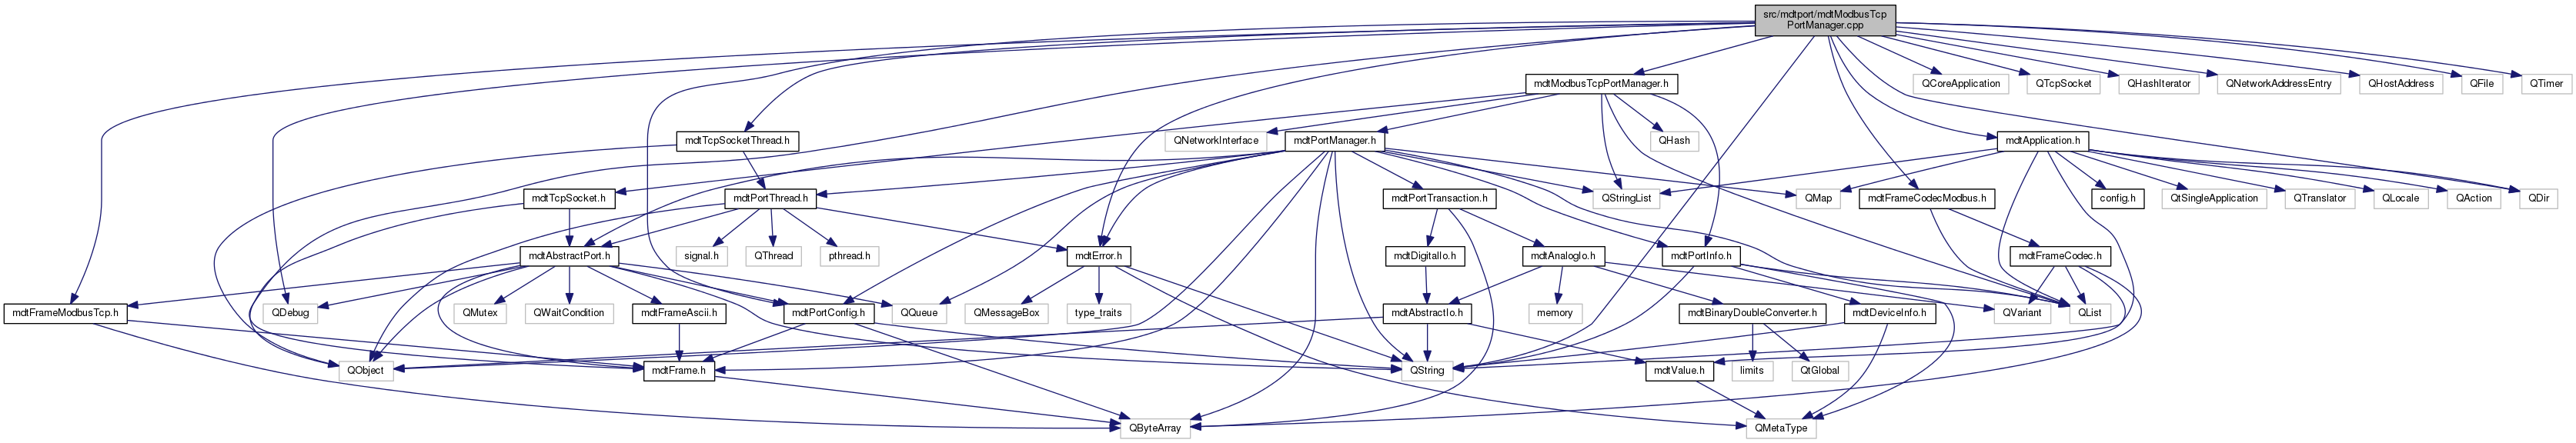 src/mdtport/mdtModbusTcp
PortManager.cpp
mdtModbusTcpPortManager.h
QCoreApplication
QTcpSocket
QHashIterator
QNetworkAddressEntry
QHostAddress
QFile
QTimer
mdtTcpSocketThread.h
QNetworkInterface
mdtPortManager.h
QHash
mdtApplication.h
mdtTcpSocket.h
mdtPortThread.h
mdtPortTransaction.h
QStringList
QMap
mdtFrameCodecModbus.h
config.h
QtSingleApplication
QTranslator
QLocale
QAction
QDir
mdtAbstractPort.h
signal.h
QThread
pthread.h
mdtError.h
mdtDigitalIo.h
mdtAnalogIo.h
mdtPortInfo.h
mdtFrameCodec.h
mdtFrameModbusTcp.h
QDebug
QMutex
QWaitCondition
mdtFrameAscii.h
mdtPortConfig.h
QQueue
QMessageBox
type_traits
mdtAbstractIo.h
memory
mdtBinaryDoubleConverter.h
mdtDeviceInfo.h
QVariant
QList
QObject
mdtFrame.h
QString
mdtValue.h
limits
QtGlobal
QByteArray
QMetaType